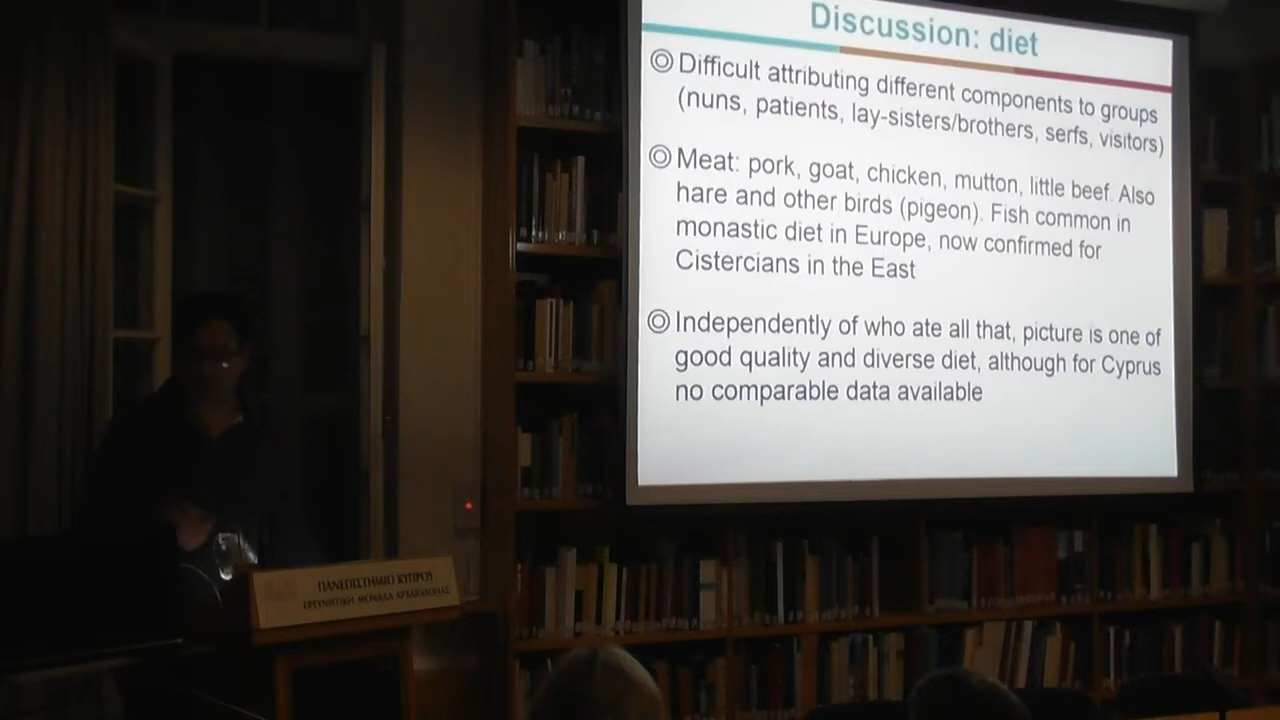 Discussion: diet
Difficult attributing different components to groups
(nuns, patients, lay-sisters/brothers, serfs, visitors)
Meat: pork, goat, chicken, mutton, little beef. Also
hare and other birds (pigeon). Fish common in
monastic diet in Europe, now confirmed for
Cistercians in the East
Independently of who ate all that, picture is one of
good quality and diverse diet, although for Cyprus
no comparable data available
ΠΑΝΕΠΙΣΤΗΜΙΟ ΚΥΠΡΟΥ
ΕΡΕΥΝΗΤΙΚΗ ΜΟΝΑΔΑ ΑΡΧΑΙΟΛΟΓΙΑΣ